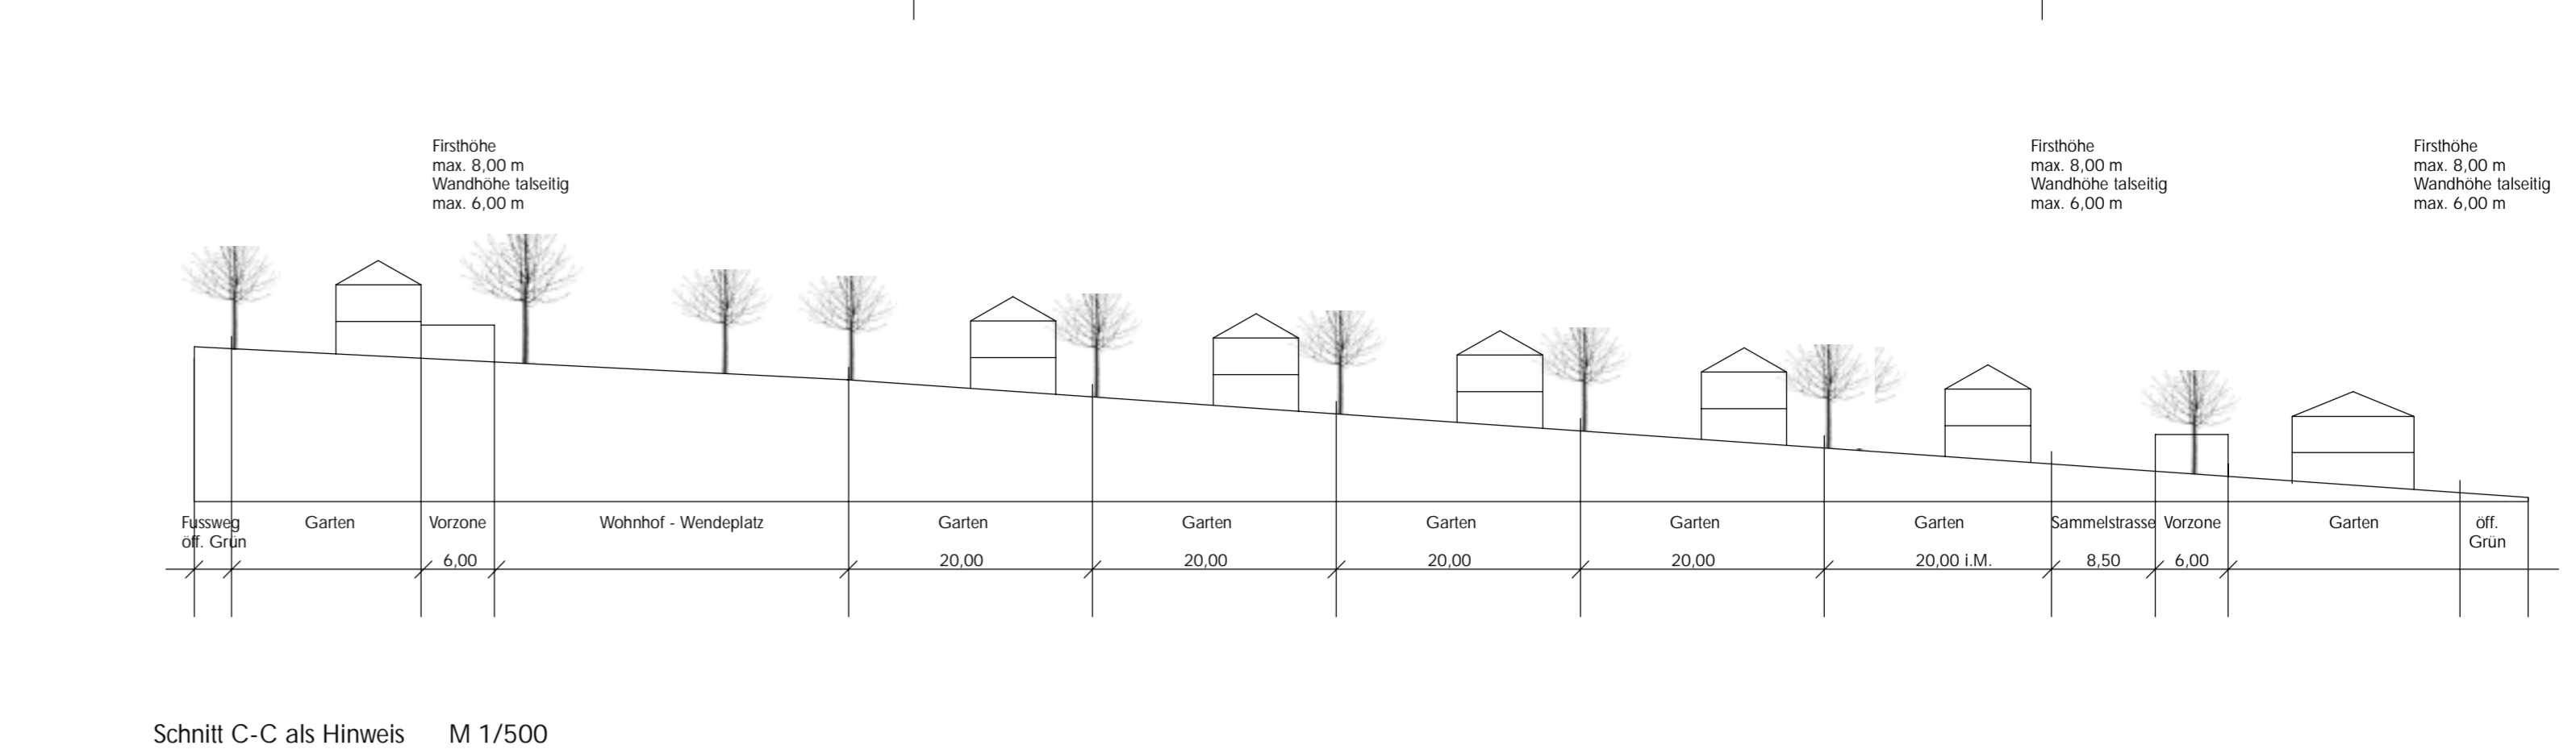 Firsthöhe
max. 8,00 m
Wandhöhe talseitig
max. 6,00 m
Firsthöhe
max. 8,00 m
Wandhöhe talseitig
max. 6,00 m
Firsthöhe
max. 8,00 m
Wandhöhe talseitig
max. 6,00 m
Fussweg
öff. Grün
Garten
Vorzone
Wohnhof - Wendeplatz
Garten
Garten
Garten
Garten
Garten
Sammelstrasse
Vorzone
Garten
öff.
Grün
6,00
20,00
20,00
20,00
20,00
20,00 i.M.
8,50
6,00
Schnitt C-C als Hinweis M 1/500